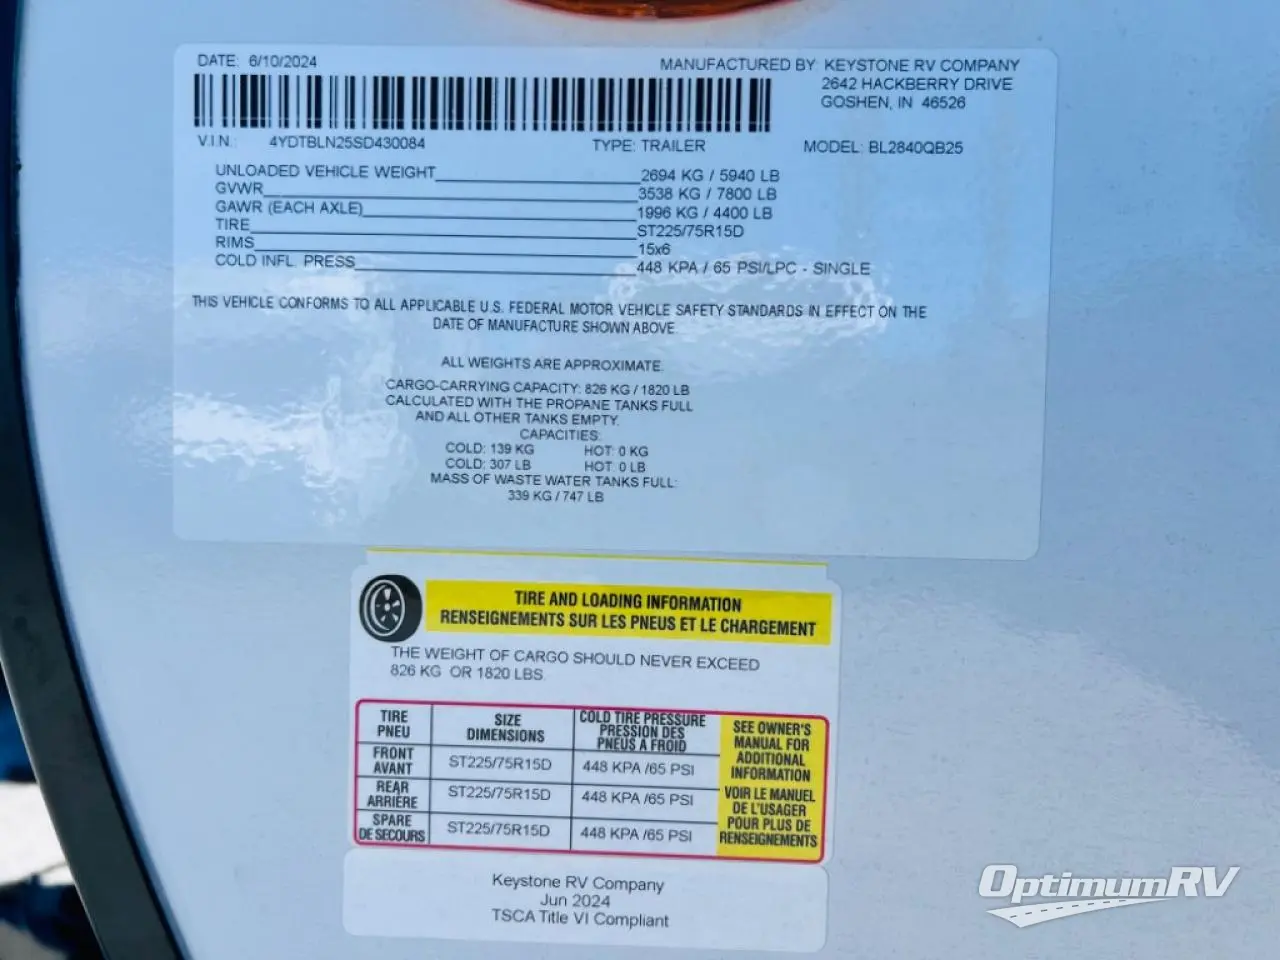 DATE: 6/10/2024
MANUFACTURED BY: KEYSTONE RV COMPANY
2642 HACKBERRY DRIVE
GOSHEN, IN 46526
V.I.N.: 4YDTBLN25SD430084 TYPE: TRAILER MODEL: BL2840QB25
UNLOADED VEHICLE WEIGHT 2694 KG / 5940 LB
GVWR 3538 KG / 7800 LB
GAWR (EACH AXLE) 1996 KG / 4400 LB
TIRE ST225/75R15D
RIMS 15x6
COLD INFL. PRESS 448 KPA / 65 PSI/LPC - SINGLE
THIS VEHICLE CONFORMS TO ALL APPLICABLE U.S. FEDERAL MOTOR VEHICLE SAFETY STANDARDS IN EFFECT ON THE
DATE OF MANUFACTURE SHOWN ABOVE
ALL WEIGHTS ARE APPROXIMATE.
CARGO-CARRYING CAPACITY: 826 KG / 1820 LB
CALCULATED WITH THE PROPANE TANKS FULL
AND ALL OTHER TANKS EMPTY.
CAPACITIES:
COLD: 139 KG HOT: 0 KG
COLD: 307 LB HOT: 0 LB
MASS OF WASTE WATER TANKS FULL:
339 KG / 747 LB
TIRE AND LOADING INFORMATION
RENSEIGNEMENTS SUR LES PNEUS ET LE CHARGEMENT
THE WEIGHT OF CARGO SHOULD NEVER EXCEED
826 KG OR 1820 LBS.
TIRE
PNEU
SIZE
DIMENSIONS
COLD TIRE PRESSURE
PRESSION DES
PNEUS A FROID
FRONT
AVANT
ST225/75R15D
448 KPA /65 PSI
REAR
ARRIÈRE
ST225/75R15D
448 KPA /65 PSI
SPARE
DE SECOURS
ST225/75R15D
448 KPA /65 PSI
SEE OWNER'S
MANUAL FOR
ADDITIONAL
INFORMATION
VOIR LE MANUEL
DE L'USAGER
POUR PLUS DE
RENSEIGNEMENTS
Keystone RV Company
Jun 2024
TSCA Title VI Compliant
OptimumRV